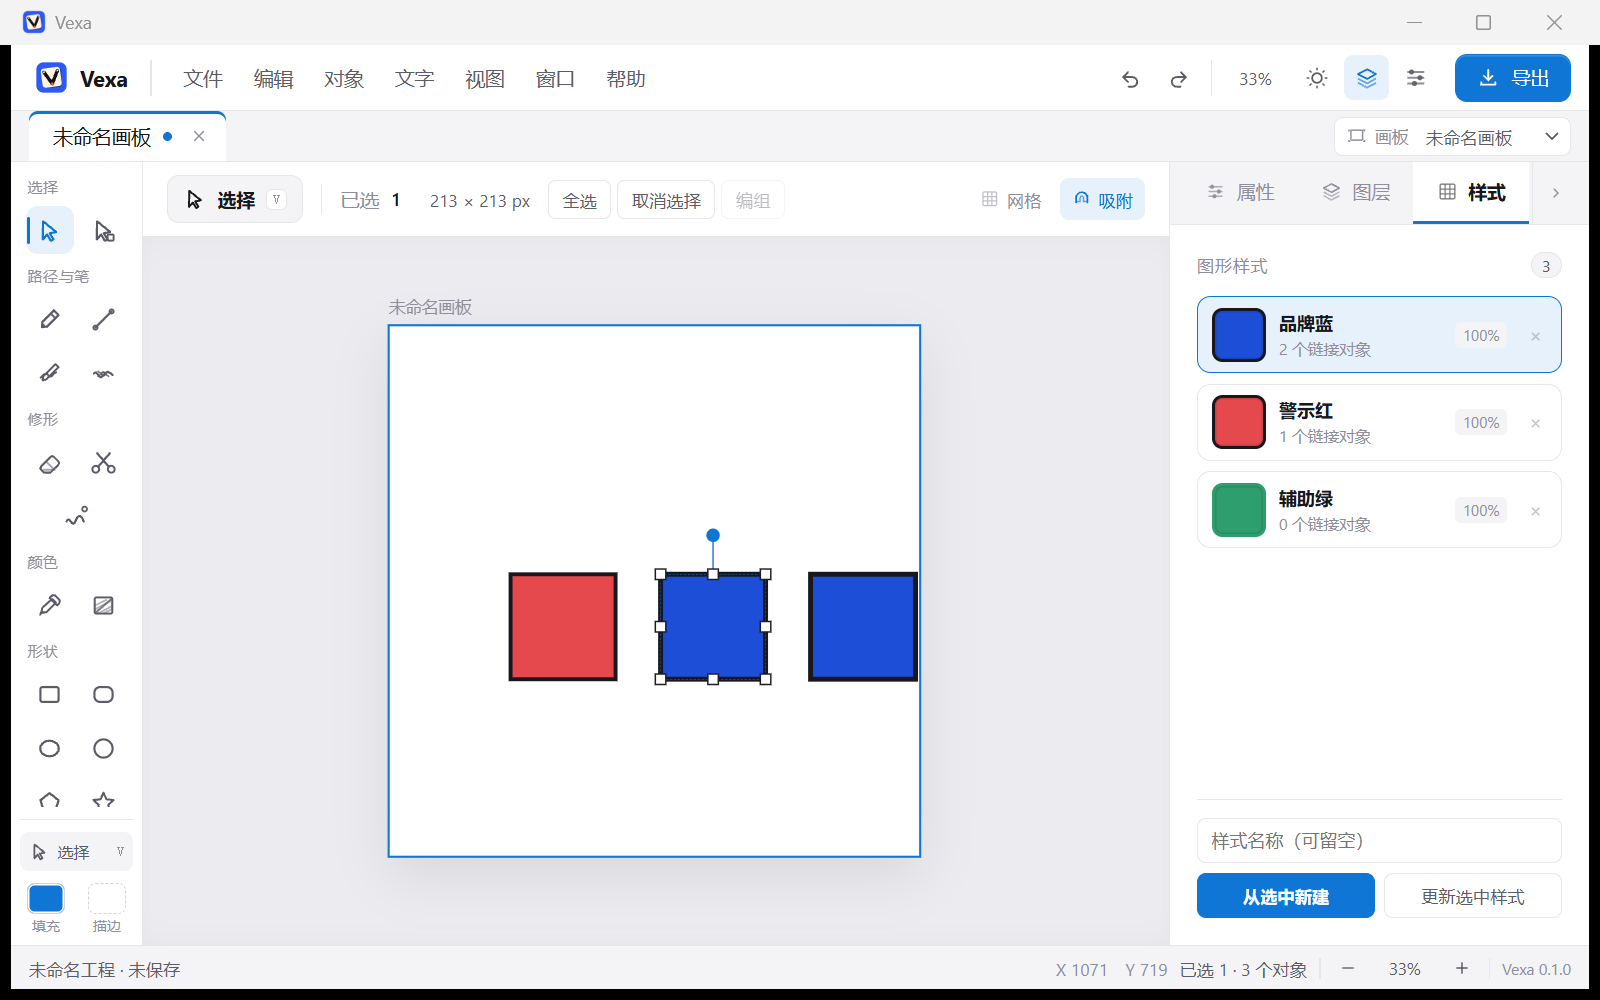 Vexa
Vexa
文件 编辑 对象 文字 视图 窗口 帮助
33%
导出
未命名画板
画板 未命名画板
选择
选择 V
已选 1 213 × 213 px 全选 取消选择 编组
网格 吸附
属性 图层 样式
路径与笔
修形
颜色
形状
选择 V
填充 描边
未命名画板
图形样式 3
品牌蓝
2 个链接对象
100%
警示红
1 个链接对象
100%
辅助绿
0 个链接对象
100%
样式名称（可留空）
从选中新建 更新选中样式
未命名工程 · 未保存
X 1071 Y 719 已选 1 · 3 个对象 33% Vexa 0.1.0